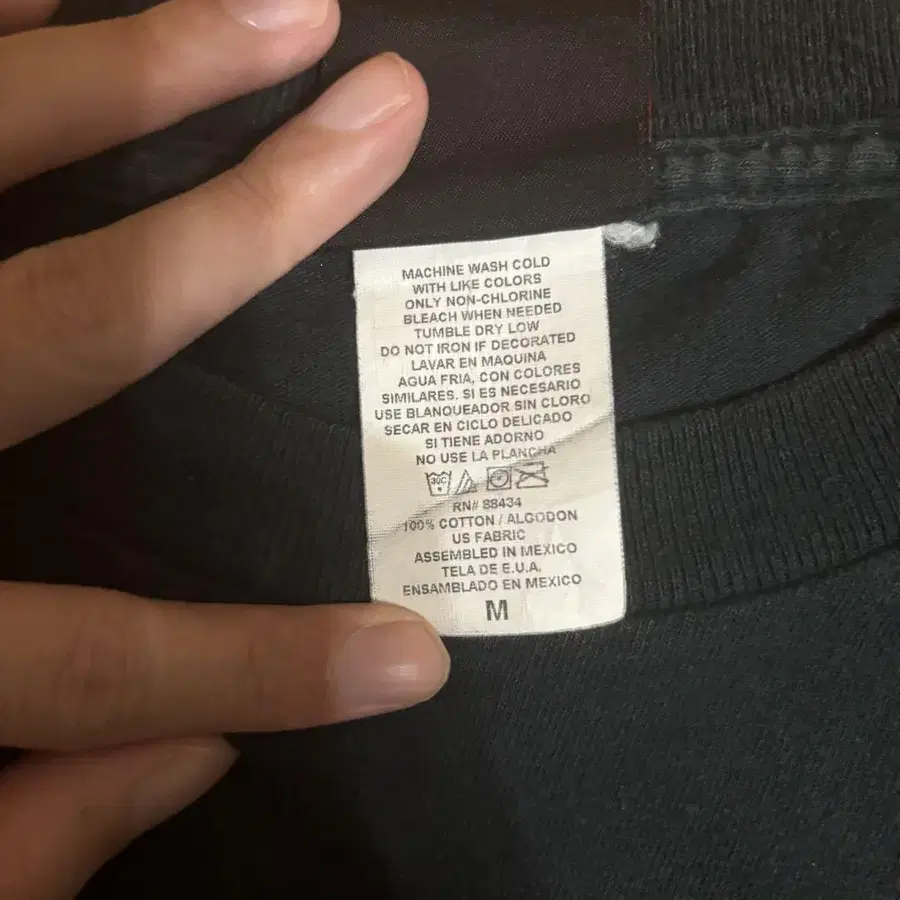 MACHINE WASH COLD
WITH LIKE COLORS
ONLY NON-CHLORINE
BLEACH WHEN NEEDED
TUMBLE DRY LOW
DO NOT IRON IF DECORATED
LAVAR EN MAQUINA
AGUA FRIA, CON COLORES
SIMILARES. SI ES NECESARIO
USE BLANQUEADOR SIN CLORO
SECAR EN CICLO DELICADO
SI TIENE ADORNO
NO USE LA PLANCHA
30C
RN# 88434
100% COTTON / ALGODON
US FABRIC
ASSEMBLED IN MEXICO
TELA DE E.U.A.
ENSAMBLADO EN MEXICO
M